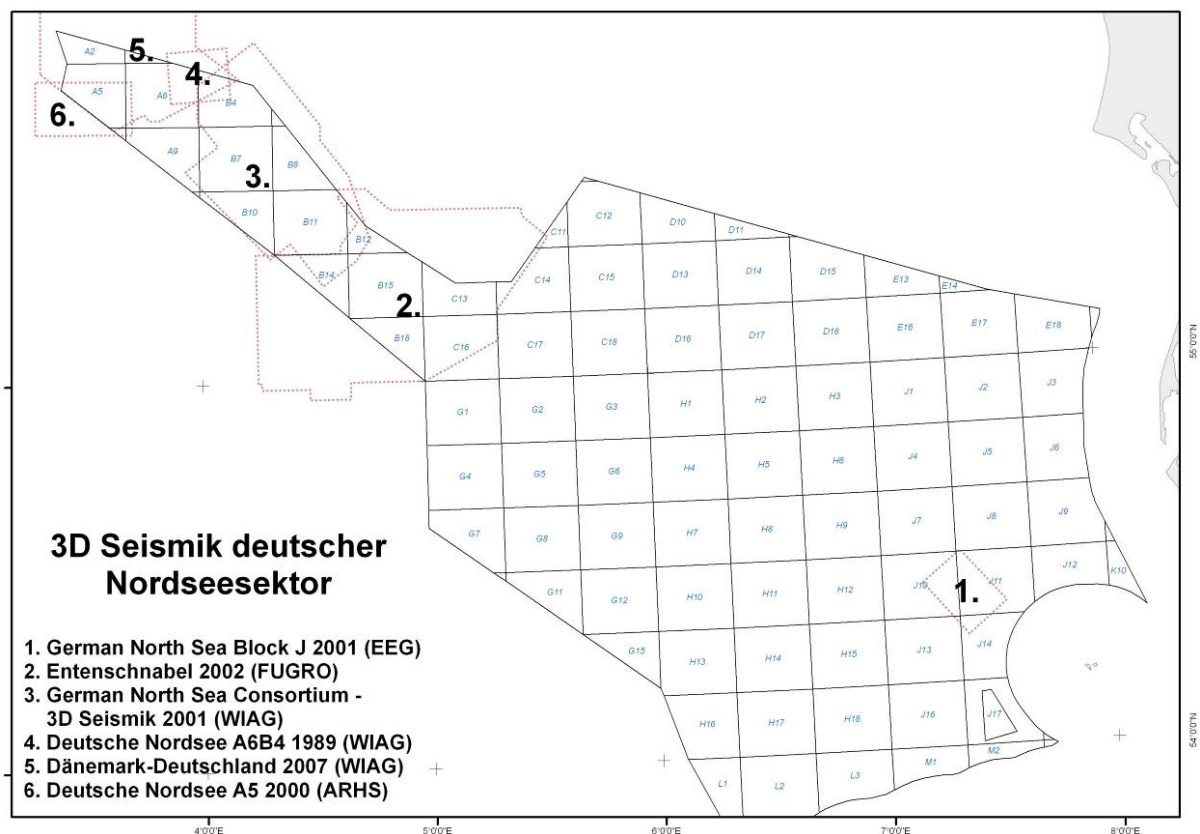 A2
5.
4.
A5
A6
B4
6.
A9
B7
B8
3.
B10
B11
B12
C11
C12
D10
D11
B14
B15
C13
C14
C15
D13
D14
D15
E13
E14
2.
B18
C16
C17
C18
D16
D17
D18
E16
E17
E18
55°0'0"N
G1
G2
G3
H1
H2
H3
J1
J2
J3
G4
G5
G6
H4
H5
H6
J4
J5
J6
G7
G8
G9
H7
H8
H9
J7
J8
J9
G11
G12
H10
H11
H12
J10
1.
J11
J12
K10
G15
H13
H14
H15
J13
J14
H16
H17
H18
J16
J17
54°0'0"N
L1
L2
L3
M1
M2
3D Seismik deutscher
Nordseesektor
1. German North Sea Block J 2001 (EEG)
2. Entenschnabel 2002 (FUGRO)
3. German North Sea Consortium -
3D Seismik 2001 (WIAG)
4. Deutsche Nordsee A6B4 1989 (WIAG)
5. Dänemark-Deutschland 2007 (WIAG)
6. Deutsche Nordsee A5 2000 (ARHS)
4°0'0"E
5°0'0"E
6°0'0"E
7°0'0"E
8°0'0"E